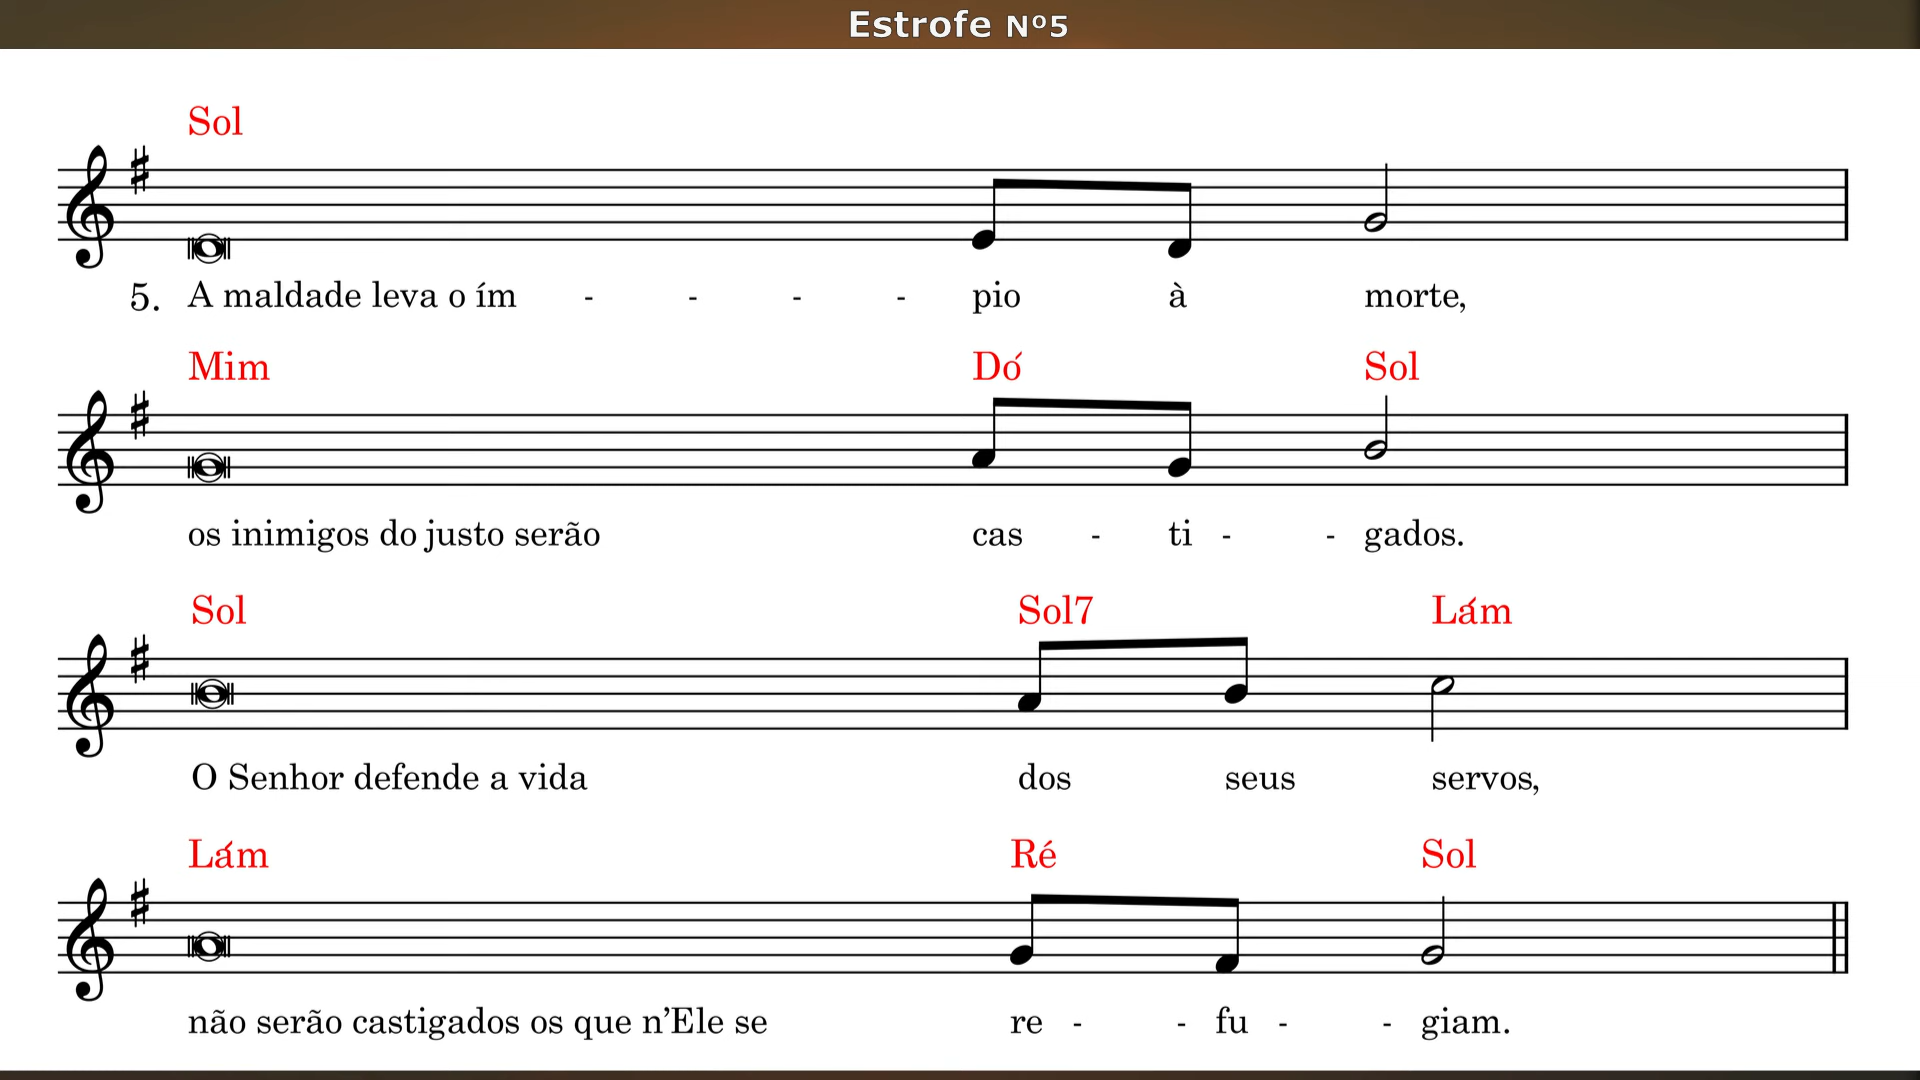 Estrofe Nº5
Sol
5. A maldade leva o ím - - - - pio à morte,
Mim Dó Sol
os inimigos do justo serão cas - ti - - gados.
Sol Sol7 Lám
O Senhor defende a vida dos seus servos,
Lám Ré Sol
não serão castigados os que n’Ele se re - - fu - - giam.